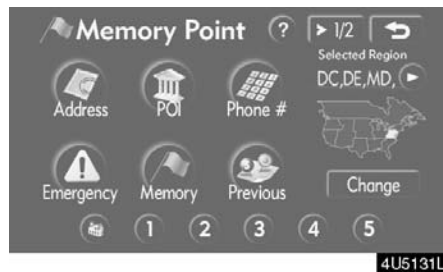 Memory Point ? > 1/2
Selected Region
DC,DE,MD,
Address POI Phone #
Emergency Memory Previous Change
1 2 3 4 5
4U5131L